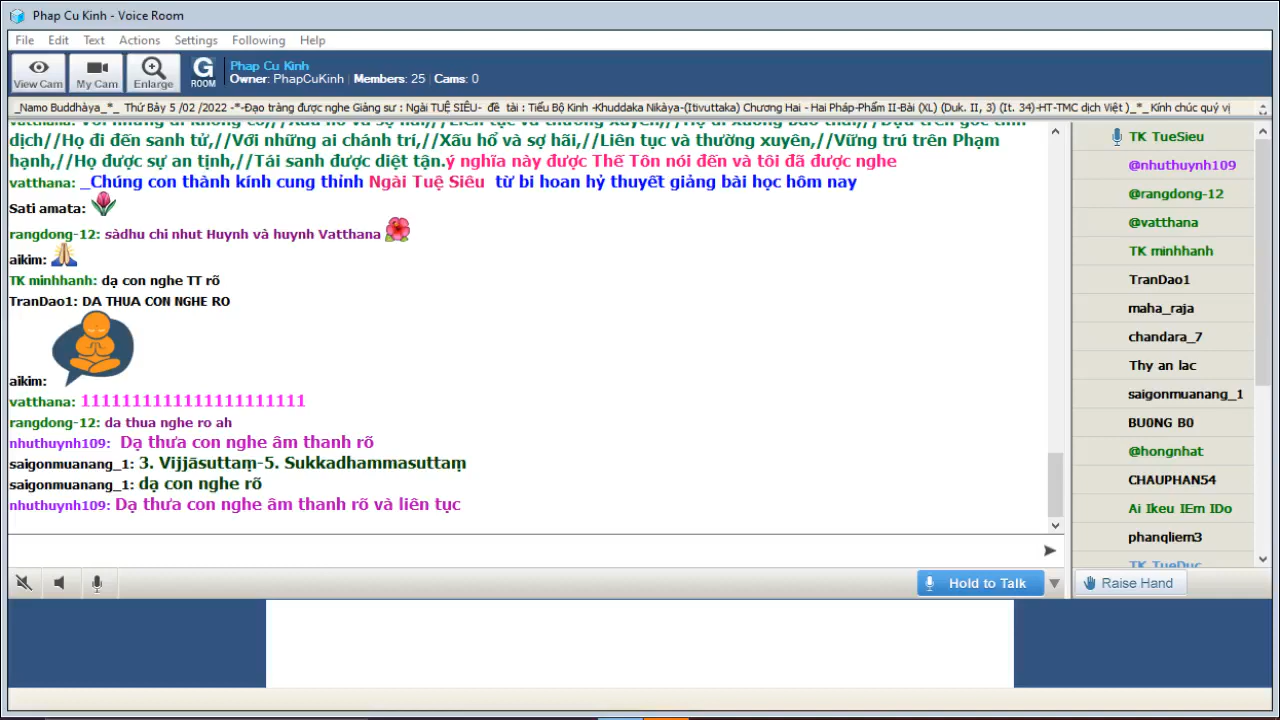 Phap Cu Kinh - Voice Room
File Edit Text Actions Settings Following Help
View Cam My Cam Enlarge G ROOM
Phap Cu Kinh
Owner: PhapCuKinh Members: 25 Cams: 0
_Namo Buddhàya_*_ Thứ Bảy 5 /02 /2022 -*-Đạo tràng được nghe Giảng sư : Ngài TUỆ SIÊU- đề tài : Tiểu Bộ Kinh -Khuddaka Nikàya-(Itivuttaka) Chương Hai - Hai Pháp-Phẩm II-Bài (XL) (Duk. II, 3) (It. 34)-HT-TMC dịch Việt )_*_Kính chúc quý vị
dịch//Họ đi đến sanh tử,//Với những ai chánh trí,//Xấu hổ và sợ hãi,//Liên tục và thường xuyên,//Vững trú trên Phạm
hạnh,//Họ được sự an tịnh,//Tái sanh được diệt tận.ý nghĩa này được Thế Tôn nói đến và tôi đã được nghe
vatthana: _Chúng con thành kính cung thỉnh Ngài Tuệ Siêu từ bi hoan hỷ thuyết giảng bài học hôm nay
Sati amata:
rangdong-12: sàdhu chi nhut Huynh và huynh Vatthana
aikim:
TK minhhanh: dạ con nghe TT rõ
TranDao1: DA THUA CON NGHE RO
aikim:
vatthana: 1111111111111111111111
rangdong-12: da thua nghe ro ah
nhuthuynh109: Dạ thưa con nghe âm thanh rõ
saigonmuanang_1: 3. Vijjāsuttaṃ-5. Sukkadhammasuttaṃ
saigonmuanang_1: dạ con nghe rõ
nhuthuynh109: Dạ thưa con nghe âm thanh rõ và liên tục
Hold to Talk
TK TueSieu
@nhuthuynh109
@rangdong-12
@vatthana
TK minhhanh
TranDao1
maha_raja
chandara_7
Thy an lac
saigonmuanang_1
BU0NG B0
@hongnhat
CHAUPHAN54
Ai Ikeu IEm IDo
phanqliem3
TK TueDuc
Raise Hand